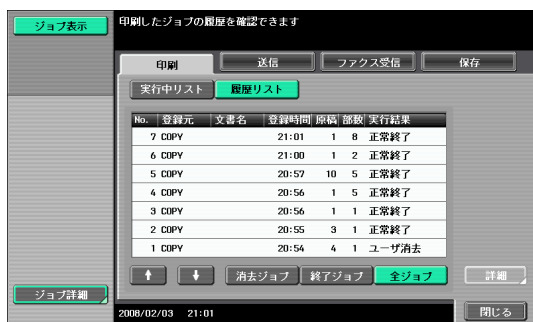 ジョブ表示
印刷したジョブの履歴を確認できます
印刷 送信 ファクス受信 保存
実行中リスト 履歴リスト
No. 登録元 文書名 登録時間 原稿 部数 実行結果
7 COPY 21:01 1 8 正常終了
6 COPY 21:00 1 2 正常終了
5 COPY 20:57 10 5 正常終了
4 COPY 20:56 1 5 正常終了
3 COPY 20:56 1 1 正常終了
2 COPY 20:55 3 1 正常終了
1 COPY 20:54 4 1 ユーザ消去
↑ ↓ 消去ジョブ 終了ジョブ 全ジョブ 詳細
ジョブ詳細
2008/02/03 21:01 閉じる